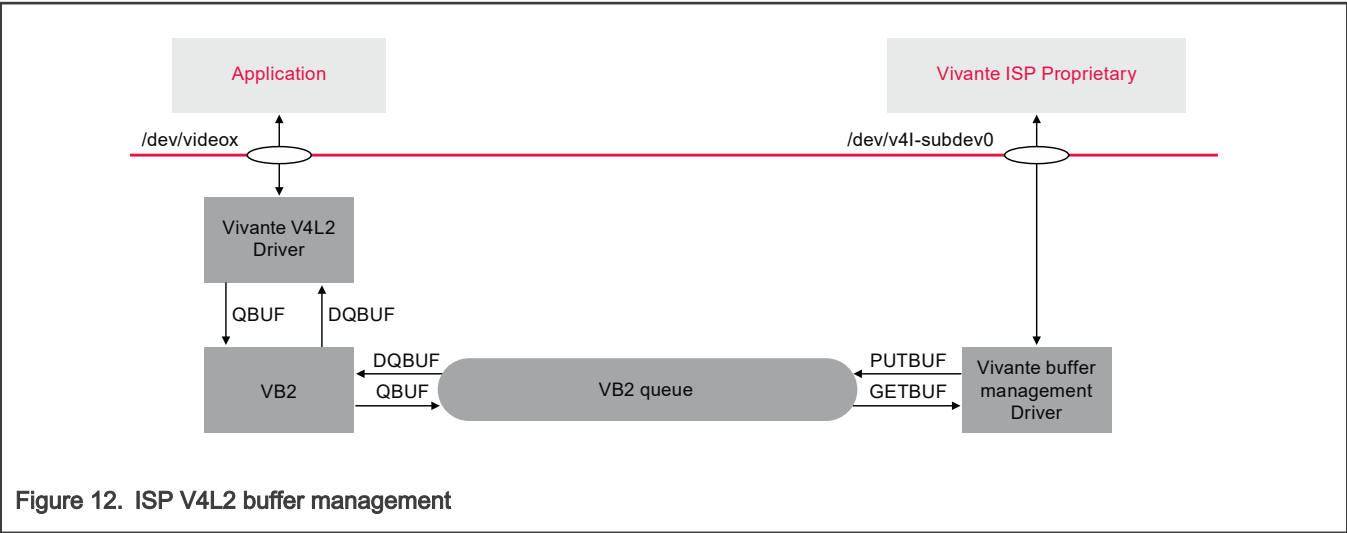 Application
Vivante ISP Proprietary
/dev/videox
/dev/v4l-subdev0
Vivante V4L2
Driver
QBUF
DQBUF
DQBUF
PUTBUF
VB2
VB2 queue
QBUF
GETBUF
Vivante buffer
management
Driver
Figure 12. ISP V4L2 buffer management